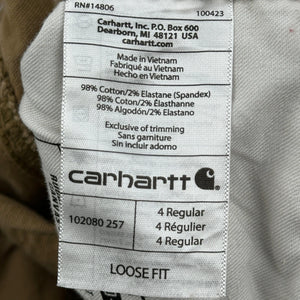 RN#14806 100423
Carhartt, Inc. P.O. Box 600
Dearborn, MI 48121 USA
carhartt.com
Made in Vietnam
Fabriqué au Vietnam
Hecho en Vietnam
98% Cotton/2% Elastane (Spandex)
98% Coton/2% Élasthanne
98% Algodón/2% Elastano
Exclusive of trimming
Sans garniture
Sin incluir adorno
carhartt
102080 257
4 Regular
4 Régulier
4 Regular
LOOSE FIT